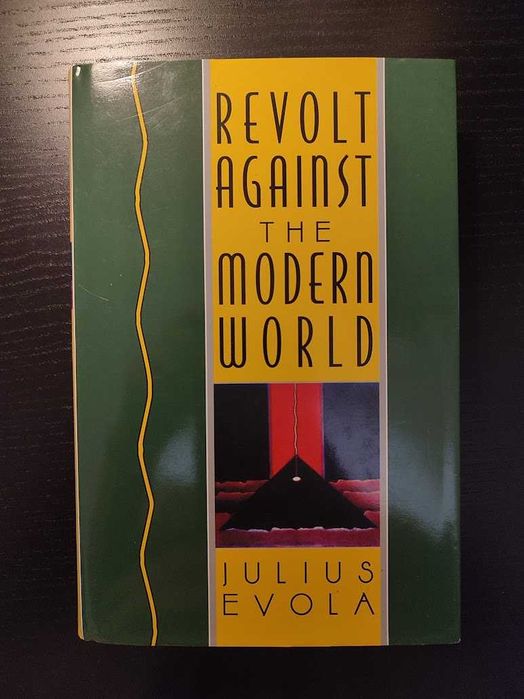 REVOLT
AGAINST
THE
MODERN
WORLD
JULIUS
EVOLA